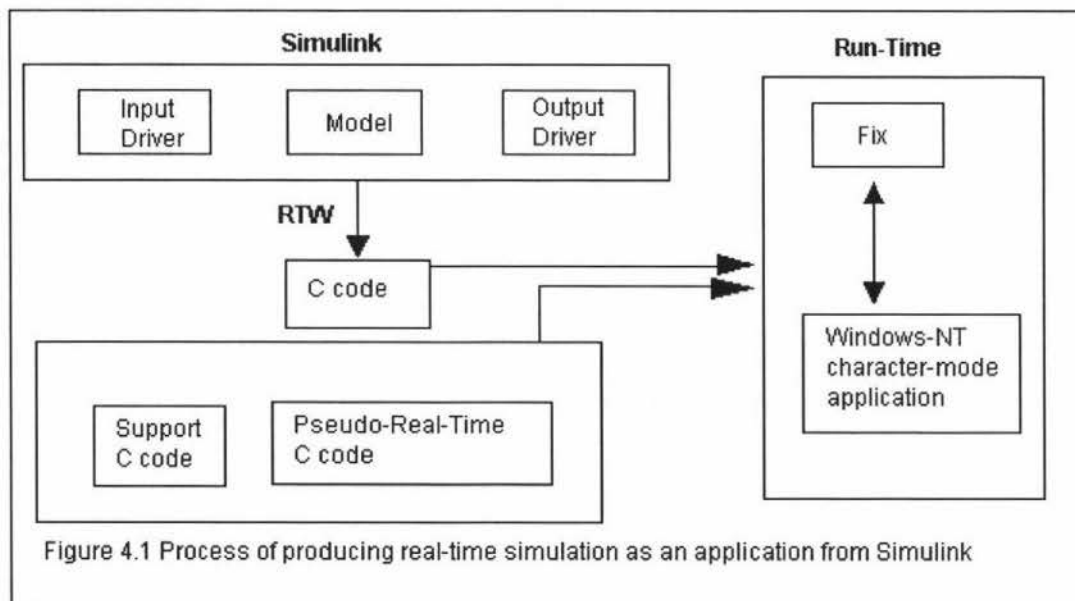 Simulink
Run-Time
Input
Driver
Model
Output
Driver
Fix
RTW
C code
Windows-NT
character-mode
application
Support
C code
Pseudo-Real-Time
C code
Figure 4.1 Process of producing real-time simulation as an application from Simulink